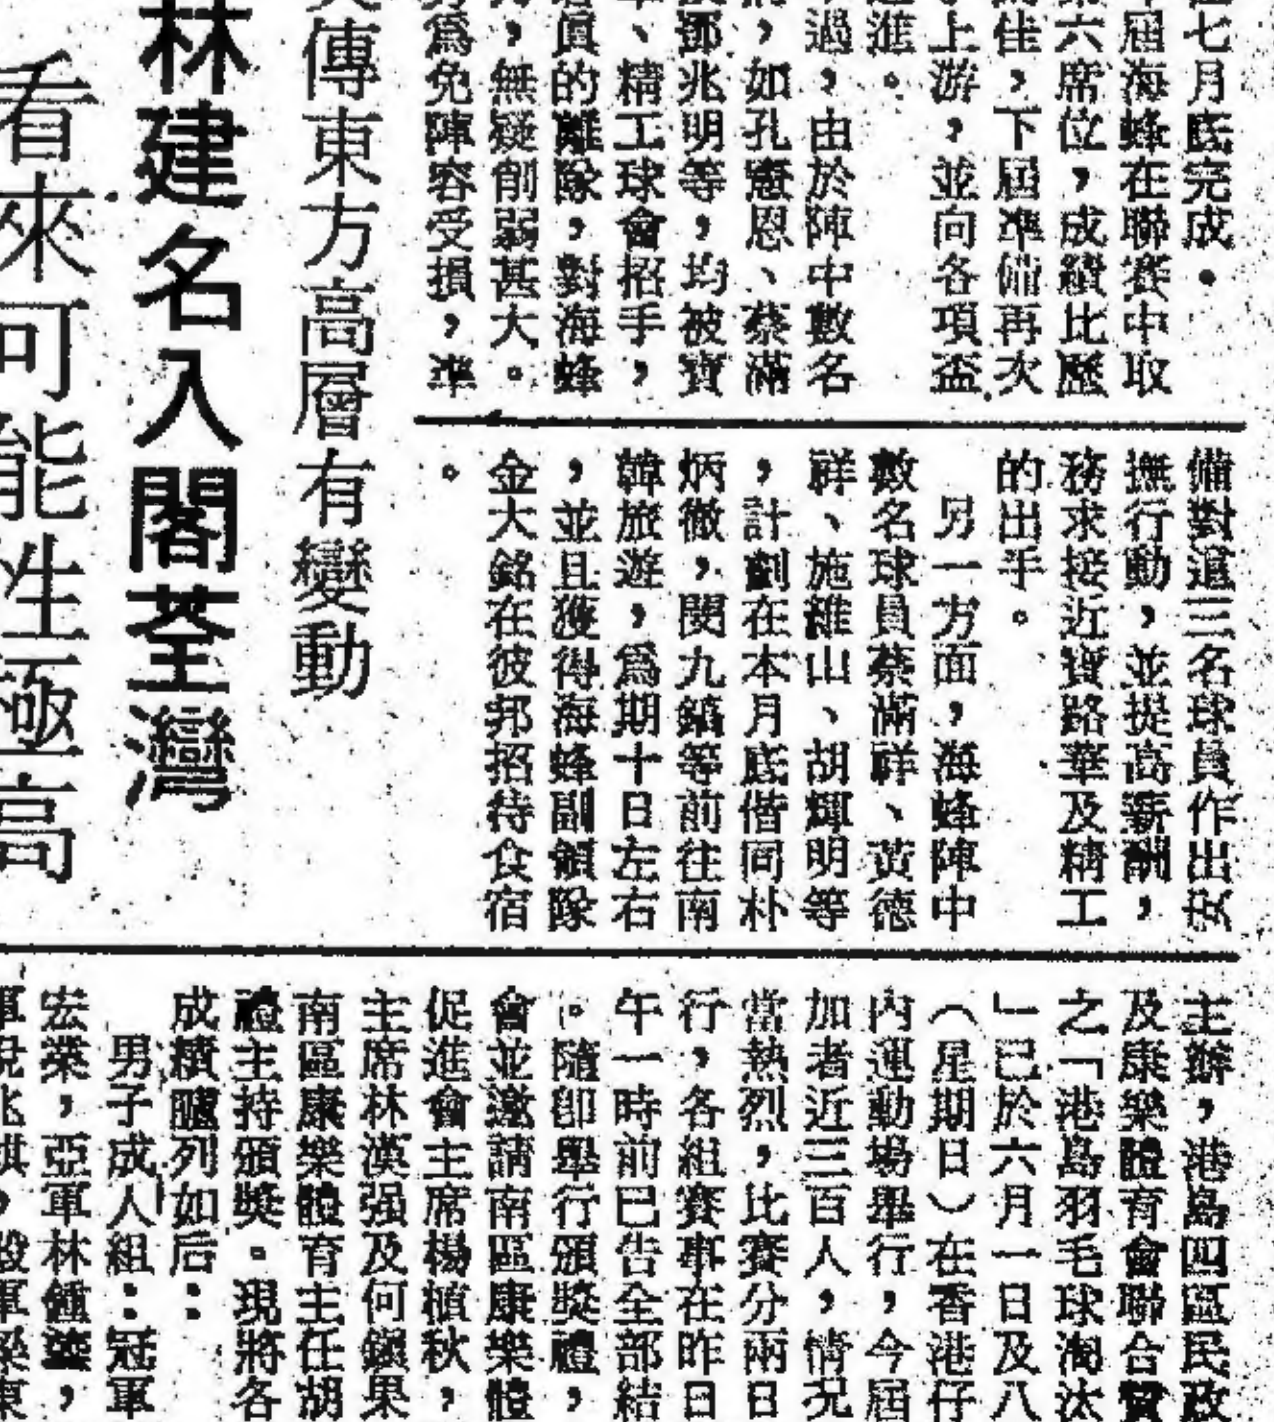 七月底完成。
屆海蜂在聯賽中取
六席位，成績比歷
佳，下屆準備再次
上游，並向各項盃
進。
過，由於陣中數名
，如孔憲恩、蔡滿
鄧兆明等，均被寶
、精工球會招手，
眞的離隊，對海蜂
，無疑削弱甚大。
爲免陣容受損，準
備對這三名球員作出安
撫行動，並提高薪酬，
務求接近寶路華及精工
的出手。
另一方面，海蜂陣中
數名球員蔡滿祥、黃德
祥、施維山、胡輝明等
，計劃在本月底偕同朴
炳徹，閔九鎬等前往南
韓旅遊，爲期十日左右
，並且獲得海蜂副領隊
金大銘在彼邦招待食宿
。
傳東方高層有變動
林建名入閣荃灣
看來可能性極高
主辦，港島四區民政
及康樂體育會聯合贊
之「港島羽毛球淘汰
」已於六月一日及八
（星期日）在香港仔
內運動場舉行，今屆
加者近三百人，情況
當熱烈，比賽分兩日
行，各組賽事在昨日
午一時前已告全部結
。隨卽舉行頒獎禮，
會並邀請南區康樂體
促進會主席楊植秋，
主席林漢强及何鎭果
南區康樂體育主任胡
禮主持頒獎。現將各
成績臚列如后：
男子成人組：冠軍
宏業，亞軍林鍾